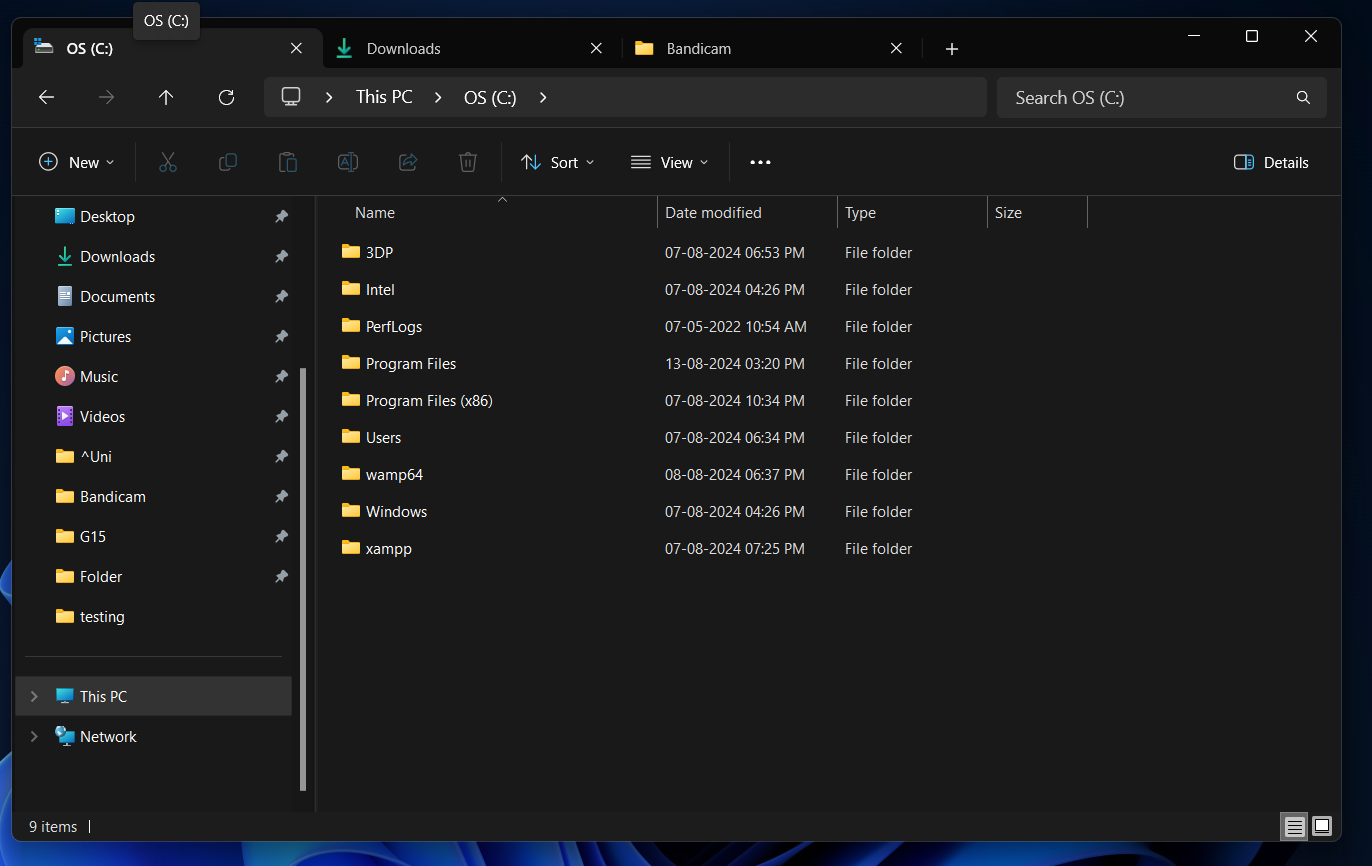 OS (C:)
OS (C:) Downloads Bandicam
This PC OS (C:) Search OS (C:)
New Sort View Details
Desktop
Downloads
Documents
Pictures
Music
Videos
^Uni
Bandicam
G15
Folder
testing
This PC
Network
Name Date modified Type Size
3DP 07-08-2024 06:53 PM File folder
Intel 07-08-2024 04:26 PM File folder
PerfLogs 07-05-2022 10:54 AM File folder
Program Files 13-08-2024 03:20 PM File folder
Program Files (x86) 07-08-2024 10:34 PM File folder
Users 07-08-2024 06:34 PM File folder
wamp64 08-08-2024 06:37 PM File folder
Windows 07-08-2024 04:26 PM File folder
xampp 07-08-2024 07:25 PM File folder
9 items